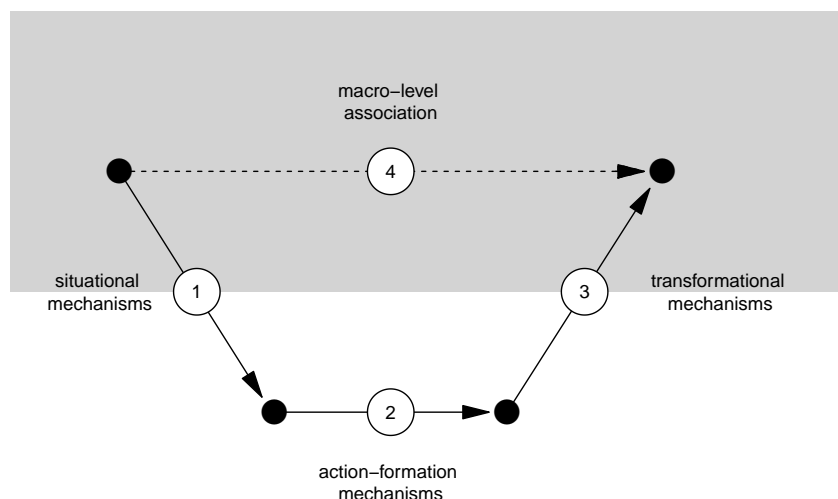 macro–level
association
4
situational
mechanisms
1
3
transformational
mechanisms
2
action–formation
mechanisms